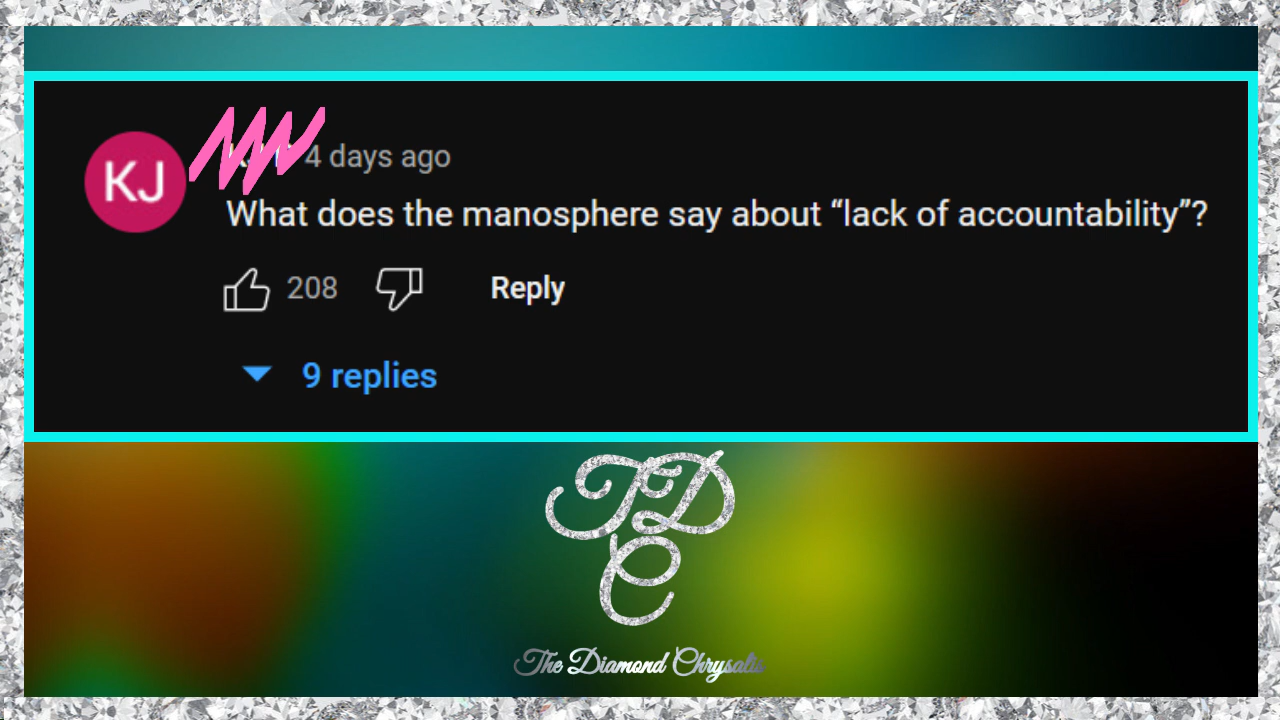 KJ
4 days ago
What does the manosphere say about “lack of accountability”?
208
Reply
9 replies
TDC
The Diamond Chrysalis